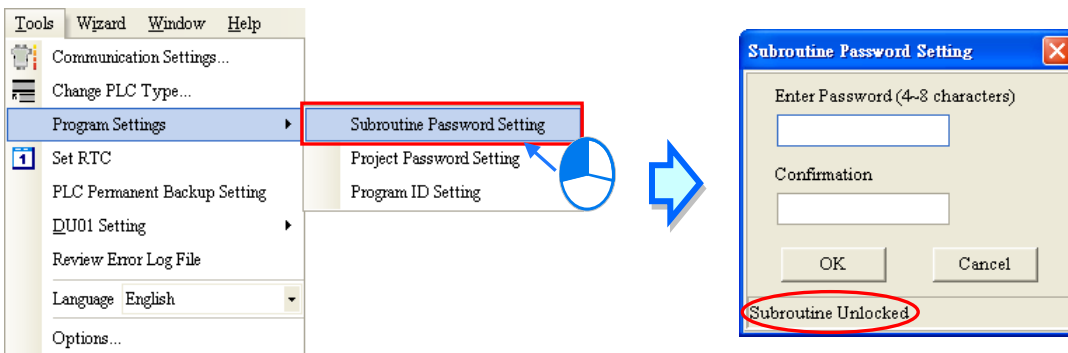 Tools Wizard Window Help
Communication Settings...
Change PLC Type...
Program Settings
1 Set RTC
PLC Permanent Backup Setting
DU01 Setting
Review Error Log File
Language English
Options...
Subroutine Password Setting
Project Password Setting
Program ID Setting
Subroutine Password Setting
Enter Password (4~8 characters)
Confirmation
OK Cancel
Subroutine Unlocked